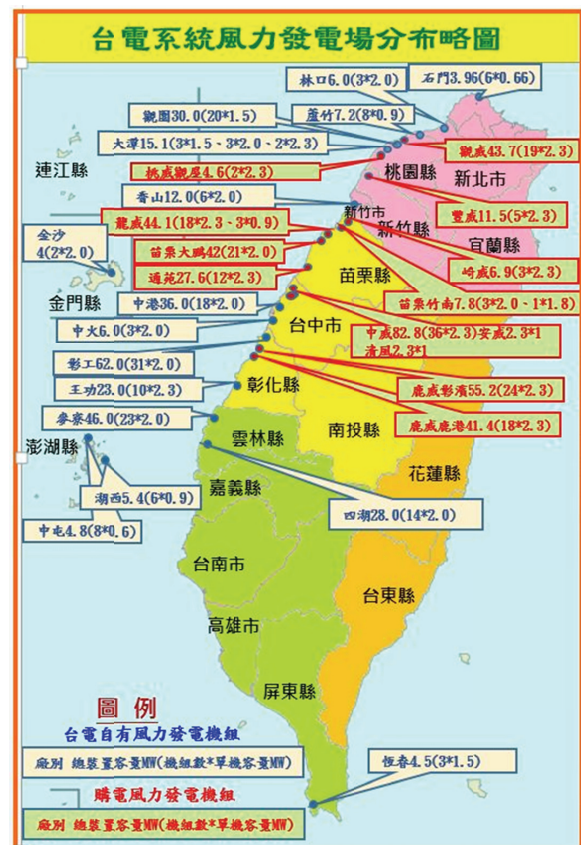 台電系統風力發電場分布略圖
林口6.0(3*2.0)
石門3.96(6*0.66)
觀園30.0(20*1.5)
蘆竹7.2(8*0.9)
大潭15.1(3*1.5、3*2.0、2*2.3)
觀威43.7(19*2.3)
連江縣
桃威觀屋4.6(2*2.3)
桃園縣
新北市
香山12.0(6*2.0)
豐威11.5(5*2.3)
新竹市
龍威44.1(18*2.3、3*0.9)
新竹縣
宜蘭縣
金沙
4(2*2.0)
苗栗大鵬42(21*2.0)
崎威6.9(3*2.3)
通苑27.6(12*2.3)
苗栗縣
金門縣
中港36.0(18*2.0)
苗栗竹南7.8(3*2.0、1*1.8)
中火6.0(3*2.0)
台中市
中威82.8(36*2.3)安威2.3*1
清風2.3*1
彰工62.0(31*2.0)
王功23.0(10*2.3)
彰化縣
鹿威彰濱55.2(24*2.3)
麥寮46.0(23*2.0)
南投縣
鹿威鹿港41.4(18*2.3)
澎湖縣
雲林縣
花蓮縣
湖西5.4(6*0.9)
嘉義縣
四湖28.0(14*2.0)
中屯4.8(8*0.6)
台南市
台東縣
高雄市
屏東縣
圖 例
台電自有風力發電機組
廠別 總裝置容量MW(機組數*單機容量MW)
恆春4.5(3*1.5)
購電風力發電機組
廠別 總裝置容量MW(機組數*單機容量MW)